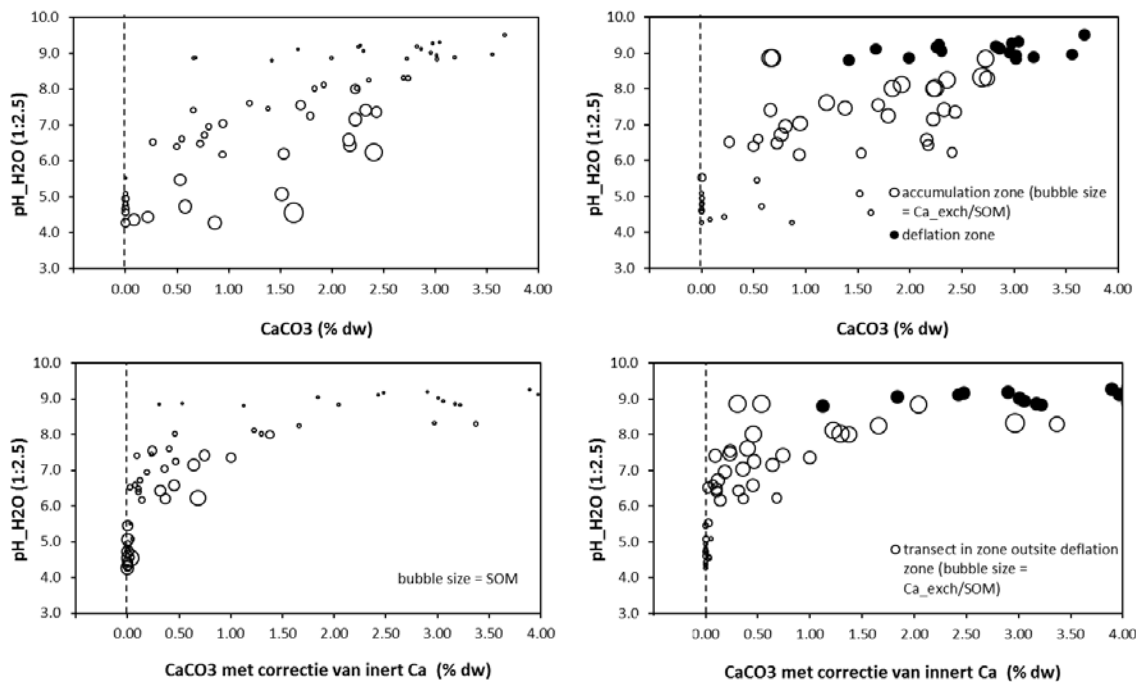 10.0
9.0
8.0
7.0
6.0
5.0
4.0
3.0
pH_H2O (1:2.5)
0.00 0.50 1.00 1.50 2.00 2.50 3.00 3.50 4.00
CaCO3 (% dw)
10.0
9.0
8.0
7.0
6.0
5.0
4.0
3.0
pH_H2O (1:2.5)
accumulation zone (bubble size
= Ca_exch/SOM)
deflation zone
0.00 0.50 1.00 1.50 2.00 2.50 3.00 3.50 4.00
CaCO3 (% dw)
10.0
9.0
8.0
7.0
6.0
5.0
4.0
3.0
pH_H2O (1:2.5)
bubble size = SOM
0.00 0.50 1.00 1.50 2.00 2.50 3.00 3.50 4.00
CaCO3 met correctie van inert Ca (% dw)
10.0
9.0
8.0
7.0
6.0
5.0
4.0
3.0
pH_H2O (1:2.5)
transect in zone outsite deflation
zone (bubble size =
Ca_exch/SOM)
0.00 0.50 1.00 1.50 2.00 2.50 3.00 3.50 4.00
CaCO3 met correctie van innert Ca (% dw)